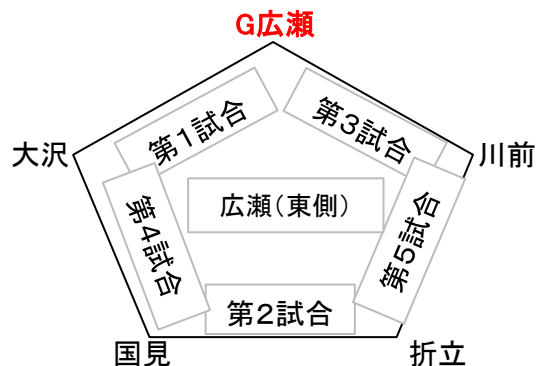 G広瀬
第1試合
第3試合
大沢
川前
広瀬(東側)
第4試合
第5試合
第2試合
国見
折立